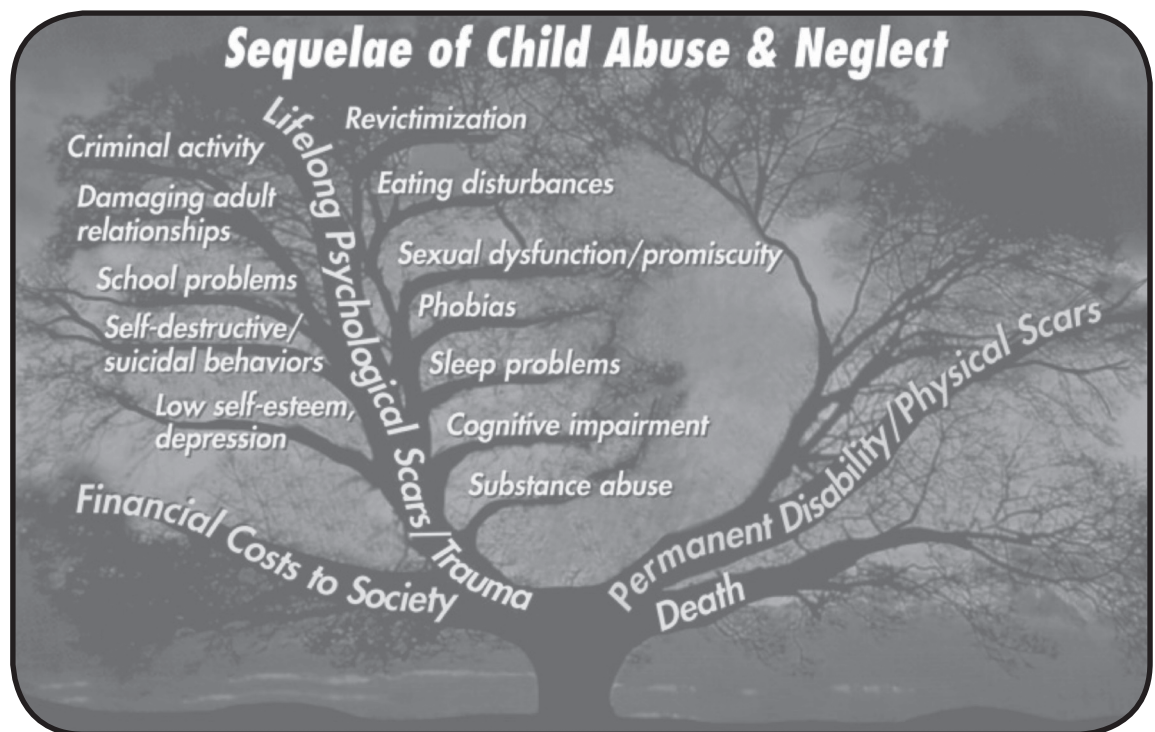 Sequelae of Child Abuse & Neglect
Lifelong Psychological Scars/Trauma
Criminal activity
Damaging adult
relationships
School problems
Self-destructive/
suicidal behaviors
Low self-esteem,
depression
Revictimization
Eating disturbances
Sexual dysfunction/promiscuity
Phobias
Sleep problems
Cognitive impairment
Substance abuse
Financial Costs to Society
Permanent Disability/Physical Scars
Death